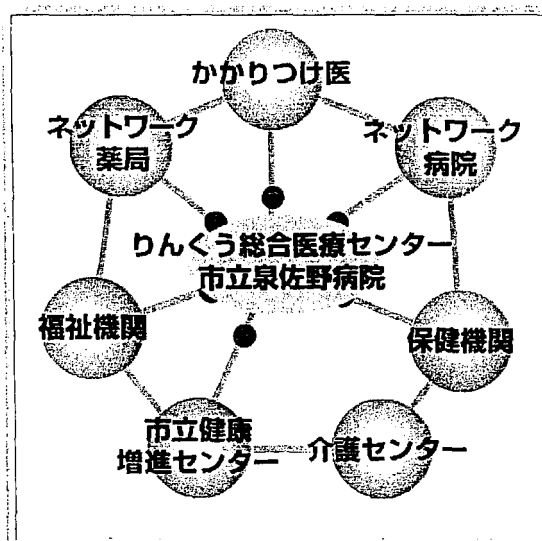 かかりつけ医
ネットワーク
薬局
ネットワーク
病院
りんくう総合医療センター
市立泉佐野病院
福祉機関
保健機関
市立健康
増進センター
介護センター